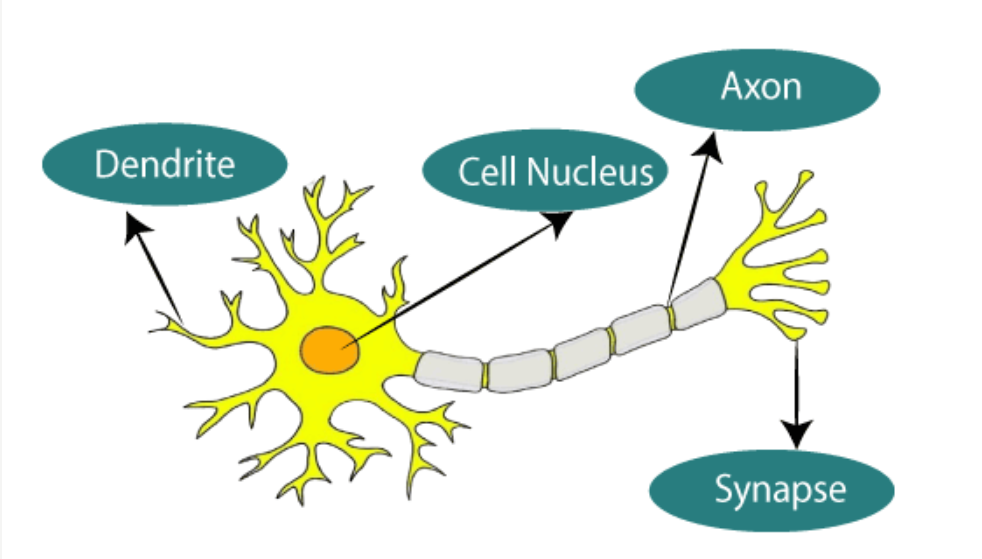 Axon
Dendrite
Cell Nucleus
Synapse